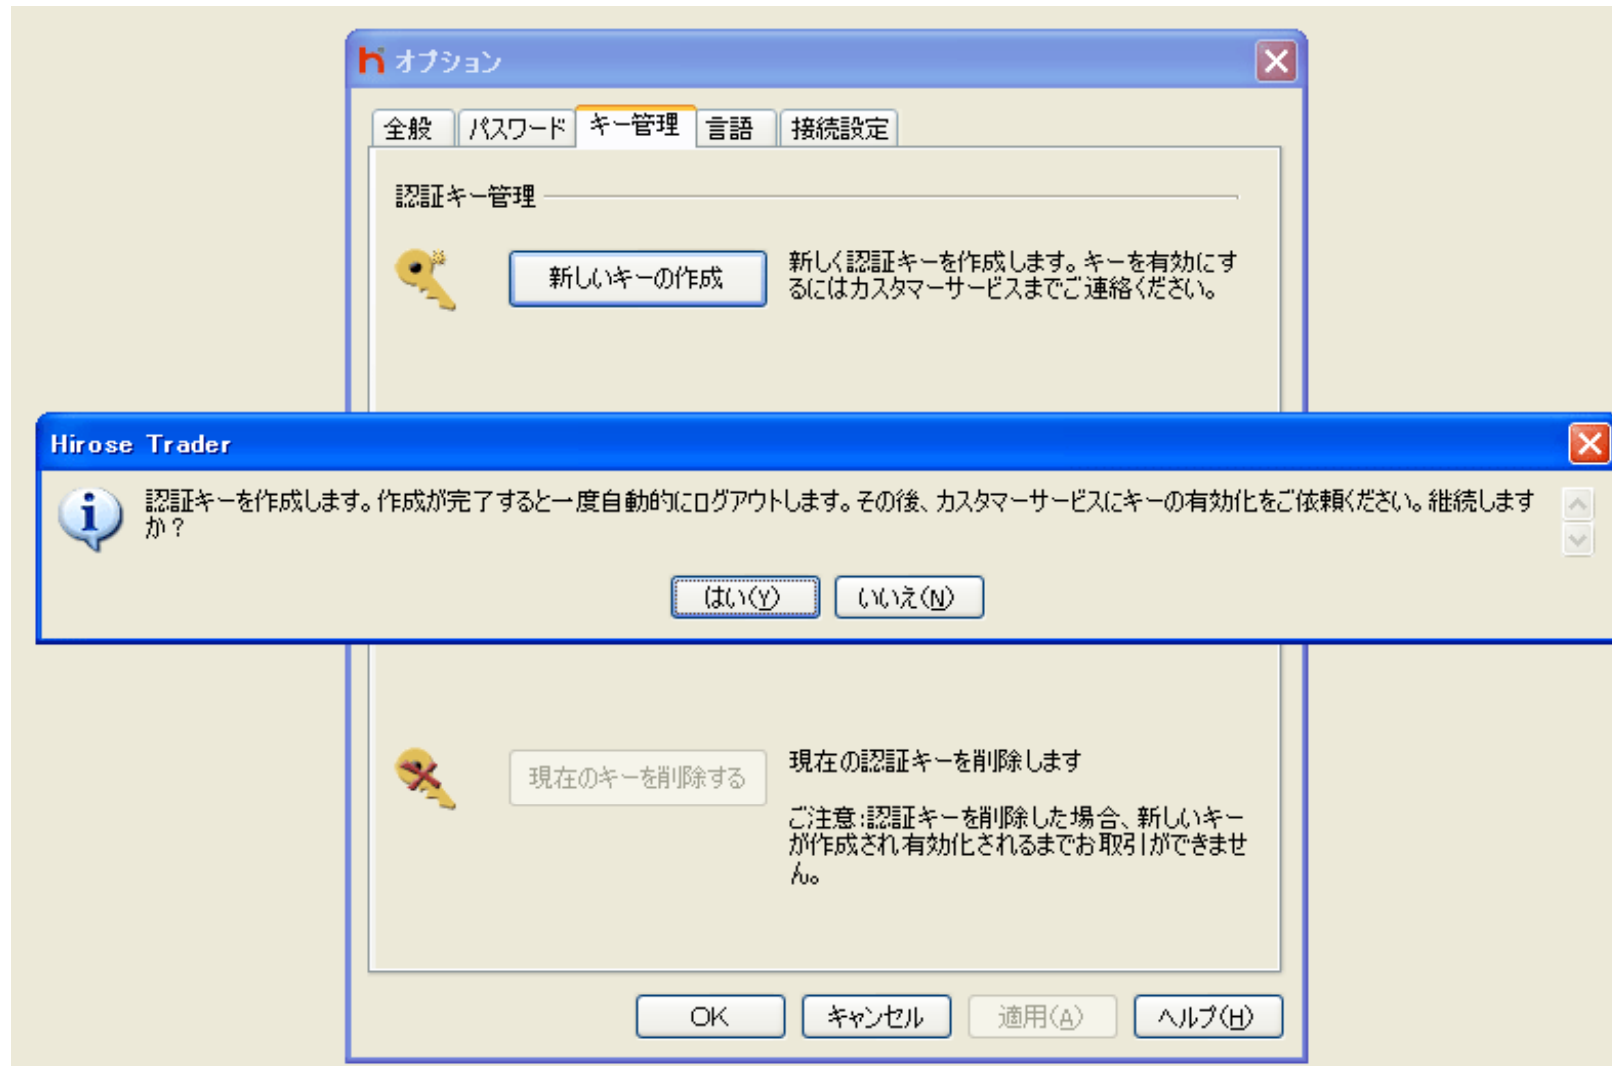 オプション
全般 パスワード キー管理 言語 接続設定
認証キー管理
新しいキーの作成
新しく認証キーを作成します。キーを有効にす
るにはカスタマーサービスまでご連絡ください。
Hirose Trader
認証キーを作成します。作成が完了すると一度自動的にログアウトします。その後、カスタマーサービスにキーの有効化をご依頼ください。継続します
か？
はい(Y) いいえ(N)
現在のキーを削除する
現在の認証キーを削除します
ご注意:認証キーを削除した場合、新しいキー
が作成され有効化されるまでお取引ができませ
ん。
OK キャンセル 適用(A) ヘルプ(H)